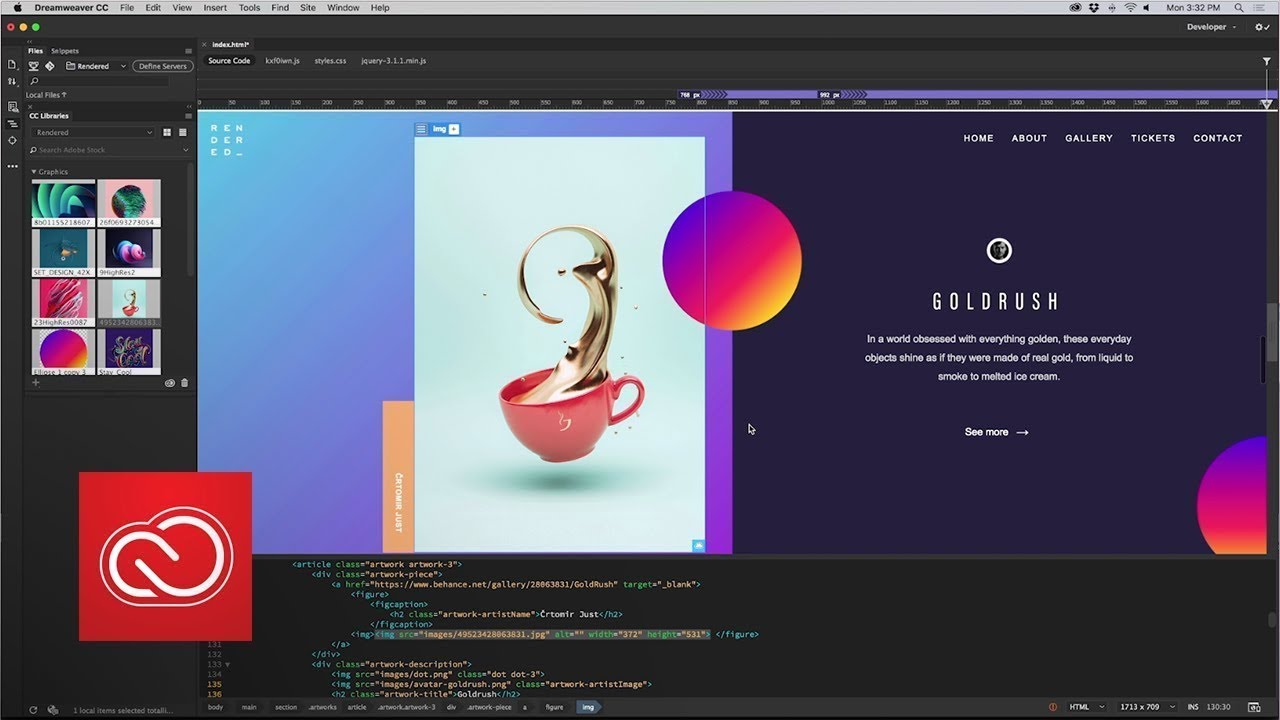 Dreamweaver CC File Edit View Insert Tools Find Site Window Help Mon 3:32 PM
Developer
Files Snippets
index.html*
Rendered Define Servers
Source Code kxf0iwn.js styles.css jquery-3.1.1.min.js
Local Files
768 px 992 px
0 50 100 150 200 250 300 350 400 450 500 550 600 650 700 750 800 850 900 950 1000 1050 1100 1150 1200 1250 1300 1350 1400 1450 1500 1550 1600 1650
CC Libraries
Rendered
Search Adobe Stock
Graphics
8b01155218607...
26f0693273054...
SET_DESIGN_42X...
9HighRes2
23HighRes0087
4952342806383...
Ellipse 1 copy 3
Stay_Cool
REN
DER
ED_
img +
HOME ABOUT GALLERY TICKETS CONTACT
GOLDRUSH
In a world obsessed with everything golden, these everyday
objects shine as if they were made of real gold, from liquid to
smoke to melted ice cream.
See more →
ČRTOMIR JUST
<article class="artwork artwork-3">
<div class="artwork-piece">
<a href="https://www.behance.net/gallery/28063831/GoldRush" target="_blank">
<figure>
<figcaption>
<h2 class="artwork-artistName">Črtomir Just</h2>
</figcaption>
<img><img src="images/49523428063831.jpg" alt="" width="372" height="531"> </figure>
131 </a>
132 </div>
133 <div class="artwork-description">
134 <img src="images/dot.png" class="dot dot-3">
135 <img src="images/avatar-goldrush.png" class="artwork-artistImage">
136 <h2 class="artwork-title">Goldrush</h2>
1 local items selected totalli...
body main section .artworks article .artwork.artwork-3 div .artwork-piece a figure img
HTML 1713 x 709 INS 130:30